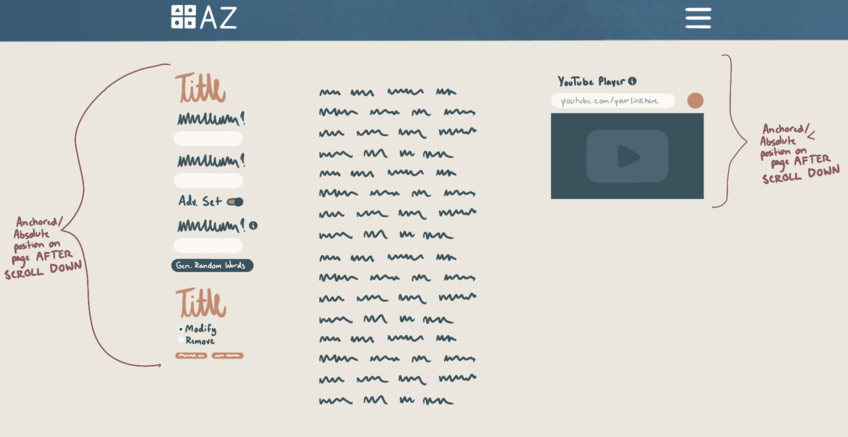 AZ
Title
Adv. Set
Gen. Random Words
Title
Modify
Remove
YouTube Player i
youtube.com/yourlinkhere
Anchored/
Absolute
position on
page AFTER
SCROLL DOWN
Anchored/
Absolute
position on
page AFTER
SCROLL DOWN